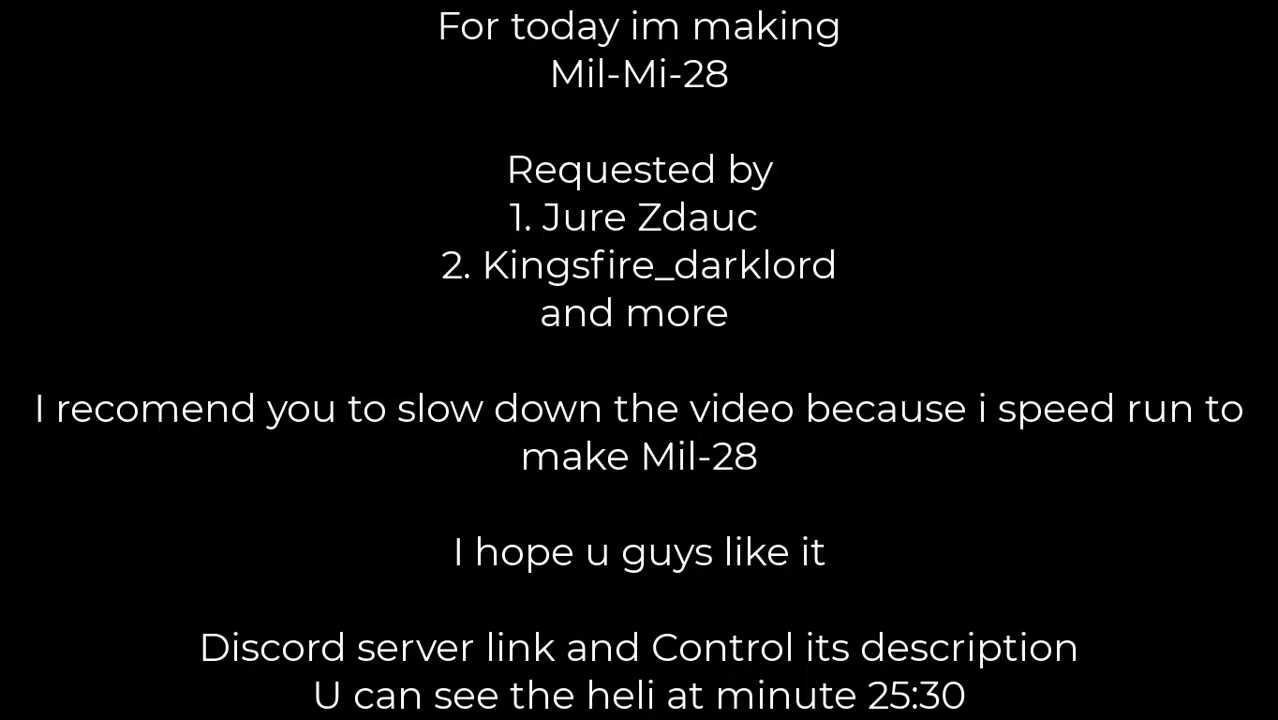 For today im making
Mil-Mi-28
Requested by
1. Jure Zdauc
2. Kingsfire_darklord
and more
I recomend you to slow down the video because i speed run to
make Mil-28
I hope u guys like it
Discord server link and Control its description
U can see the heli at minute 25:30